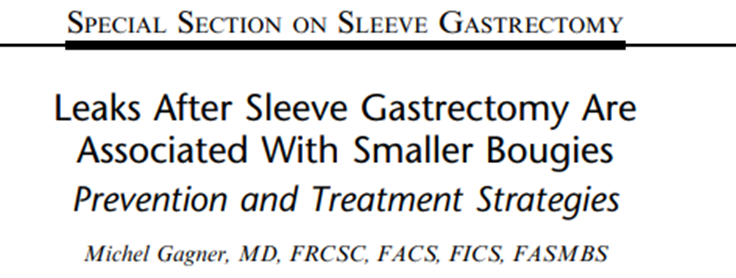 SPECIAL SECTION ON SLEEVE GASTRECTOMY
Leaks After Sleeve Gastrectomy Are
Associated With Smaller Bougies
Prevention and Treatment Strategies
Michel Gagner, MD, FRCSC, FACS, FICS, FASMBS